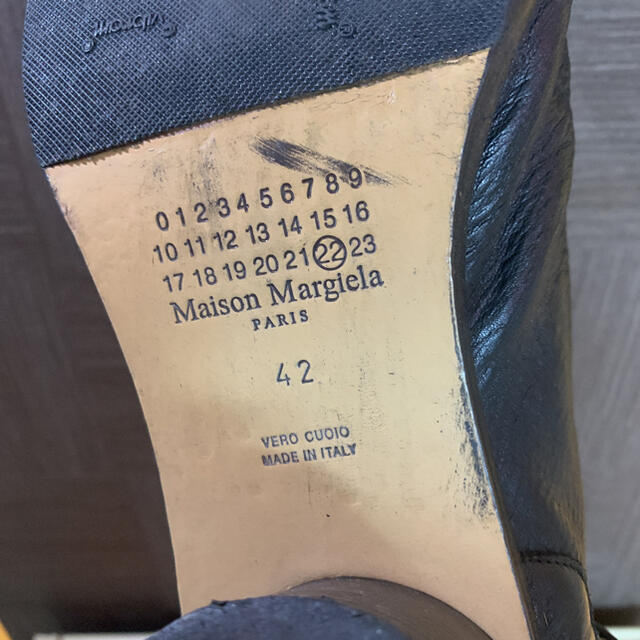 vibram
0 1 2 3 4 5 6 7 8 9
10 11 12 13 14 15 16
17 18 19 20 21 22 23
Maison Margiela
PARIS
42
VERO CUOIO
MADE IN ITALY